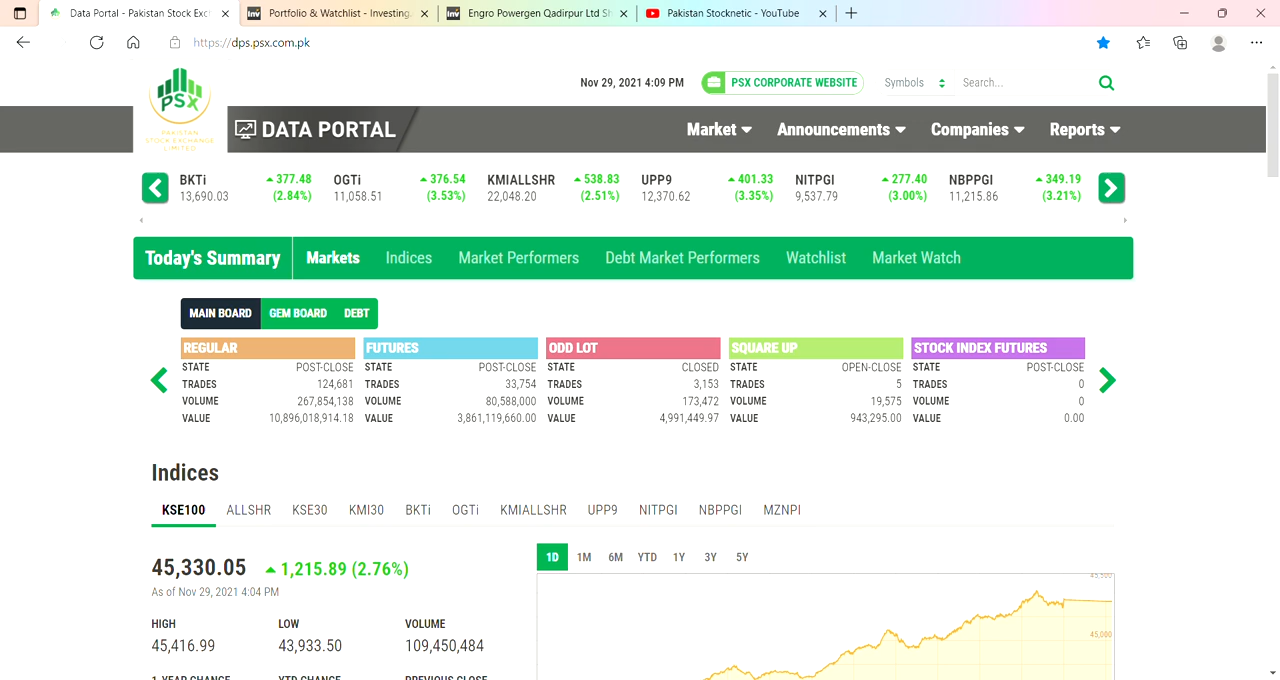 Data Portal - Pakistan Stock Exc
Portfolio & Watchlist - Investing.
Engro Powergen Qadirpur Ltd Sh
Pakistan Stocknetic - YouTube
https://dps.psx.com.pk
Nov 29, 2021 4:09 PM
PSX CORPORATE WEBSITE
Symbols
Search...
PSX
PAKISTAN
STOCK EXCHANGE
LIMITED
DATA PORTAL
Market
Announcements
Companies
Reports
BKTi 377.48 OGTi 376.54 KMIALLSHR 538.83 UPP9 401.33 NITPGI 277.40 NBPPGI 349.19
13,690.03 (2.84%) 11,058.51 (3.53%) 22,048.20 (2.51%) 12,370.62 (3.35%) 9,537.79 (3.00%) 11,215.86 (3.21%)
Today's Summary Markets Indices Market Performers Debt Market Performers Watchlist Market Watch
MAIN BOARD GEM BOARD DEBT
REGULAR FUTURES ODD LOT SQUARE UP STOCK INDEX FUTURES
STATE POST-CLOSE STATE POST-CLOSE STATE CLOSED STATE OPEN-CLOSE STATE POST-CLOSE
TRADES 124,681 TRADES 33,754 TRADES 3,153 TRADES 5 TRADES 0
VOLUME 267,854,138 VOLUME 80,588,000 VOLUME 173,472 VOLUME 19,575 VOLUME 0
VALUE 10,896,018,914.18 VALUE 3,861,119,660.00 VALUE 4,991,449.97 VALUE 943,295.00 VALUE 0.00
Indices
KSE100 ALLSHR KSE30 KMI30 BKTi OGTi KMIALLSHR UPP9 NITPGI NBPPGI MZNPI
45,330.05 1,215.89 (2.76%)
As of Nov 29, 2021 4:04 PM
HIGH LOW VOLUME
45,416.99 43,933.50 109,450,484
1-YEAR CHANGE YTD CHANGE PREVIOUS CLOSE
1D 1M 6M YTD 1Y 3Y 5Y
45,500
45,000